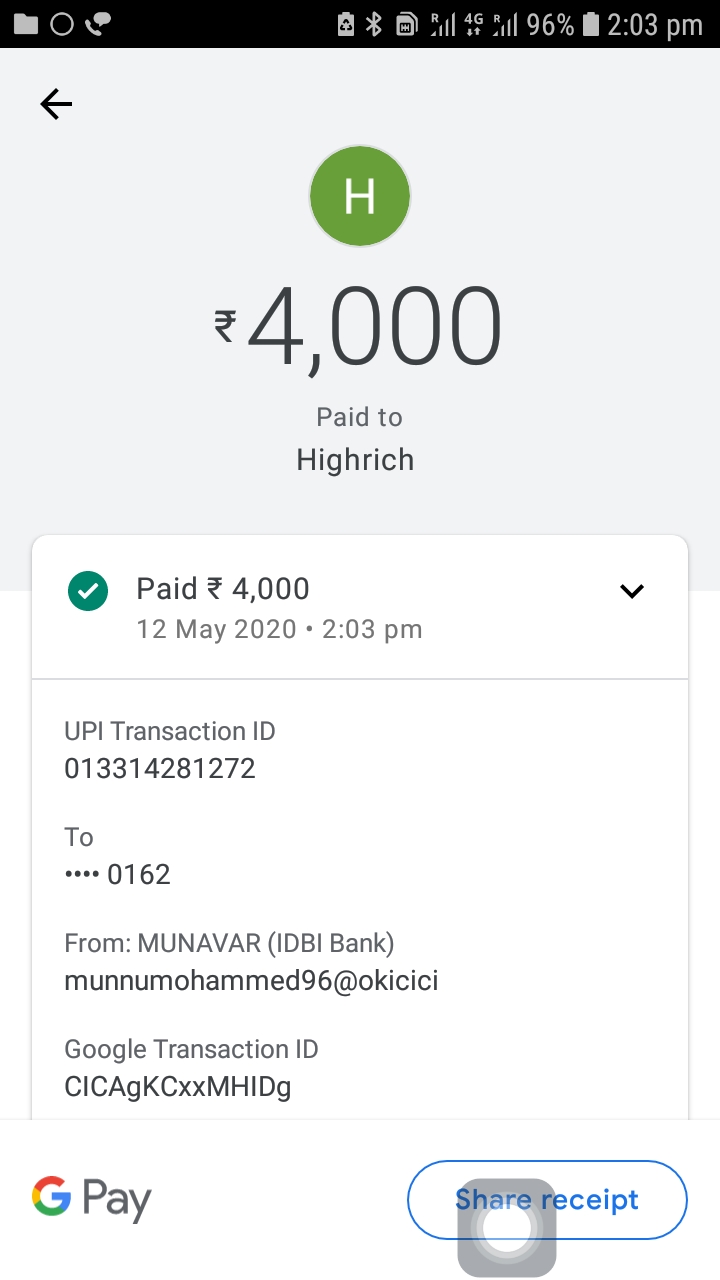 R 4G R 96% 2:03 pm
H
₹4,000
Paid to
Highrich
Paid ₹ 4,000
12 May 2020 • 2:03 pm
UPI Transaction ID
013314281272
To
•••• 0162
From: MUNAVAR (IDBI Bank)
munnumohammed96@okicici
Google Transaction ID
CICAgKCxxMHIDg
G Pay
Share receipt